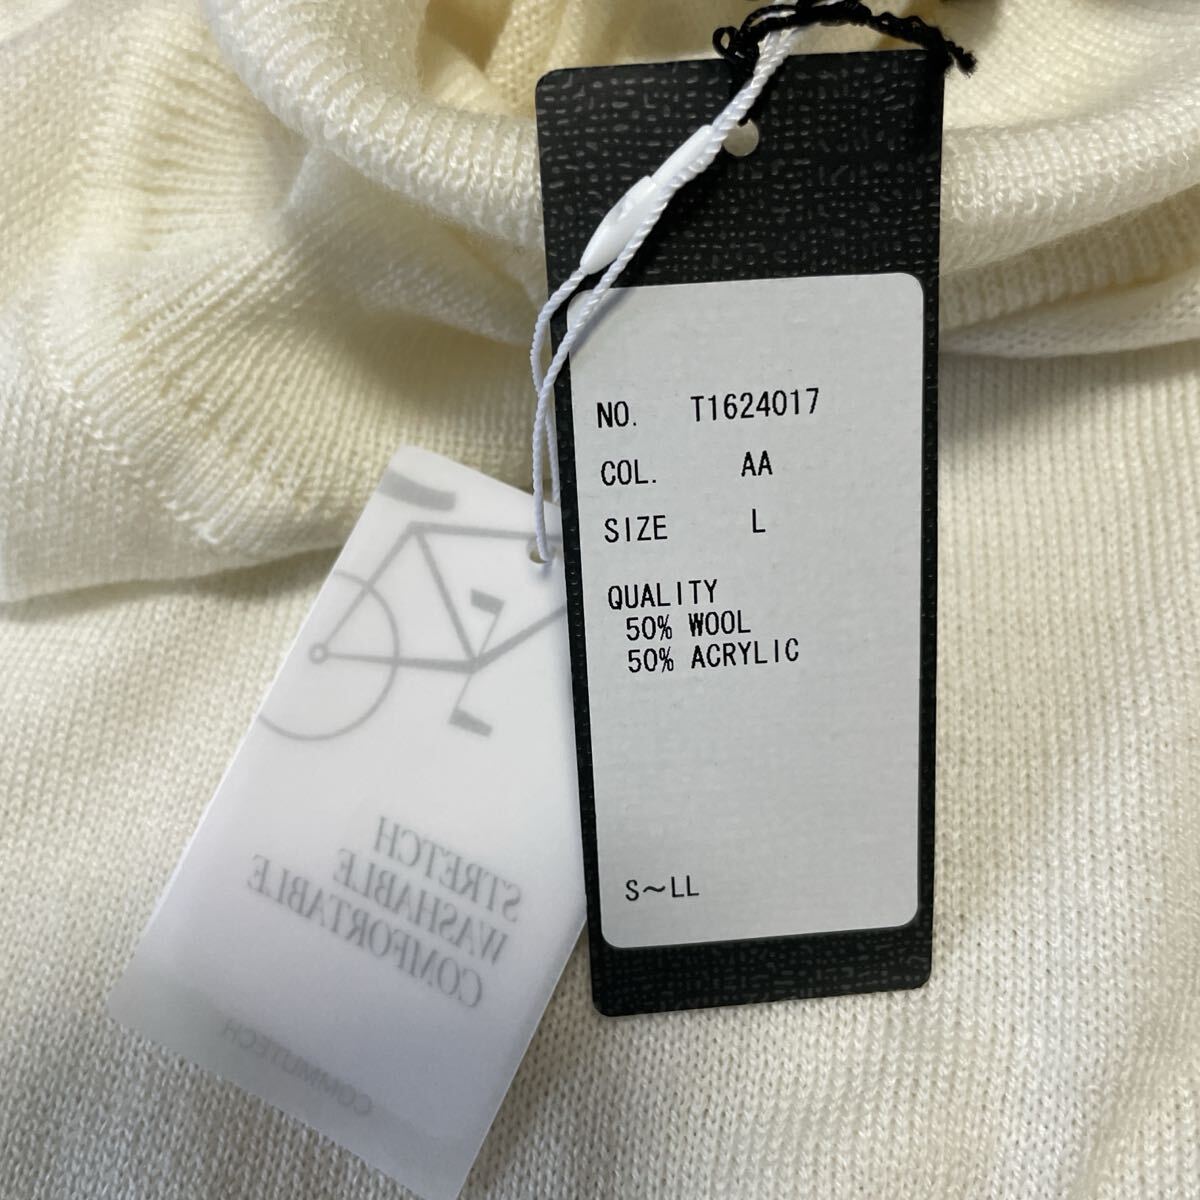 NO. T1624017
COL. AA
SIZE L
QUALITY
50% WOOL
50% ACRYLIC
S～LL
STRETCH
WASHABLE
COMFORTABLE
COMMUTECH